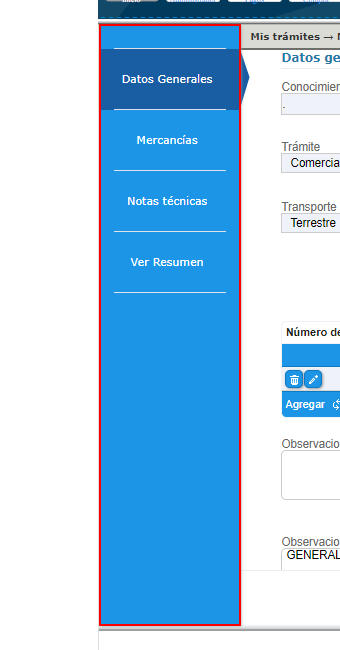 Mis trámites →
Datos Generales
Mercancías
Notas técnicas
Ver Resumen
Datos ge
Conocimier
.
Trámite
Comercia
Transporte
Terrestre
Número de
Agregar
Observacio
Observacio
GENERAL